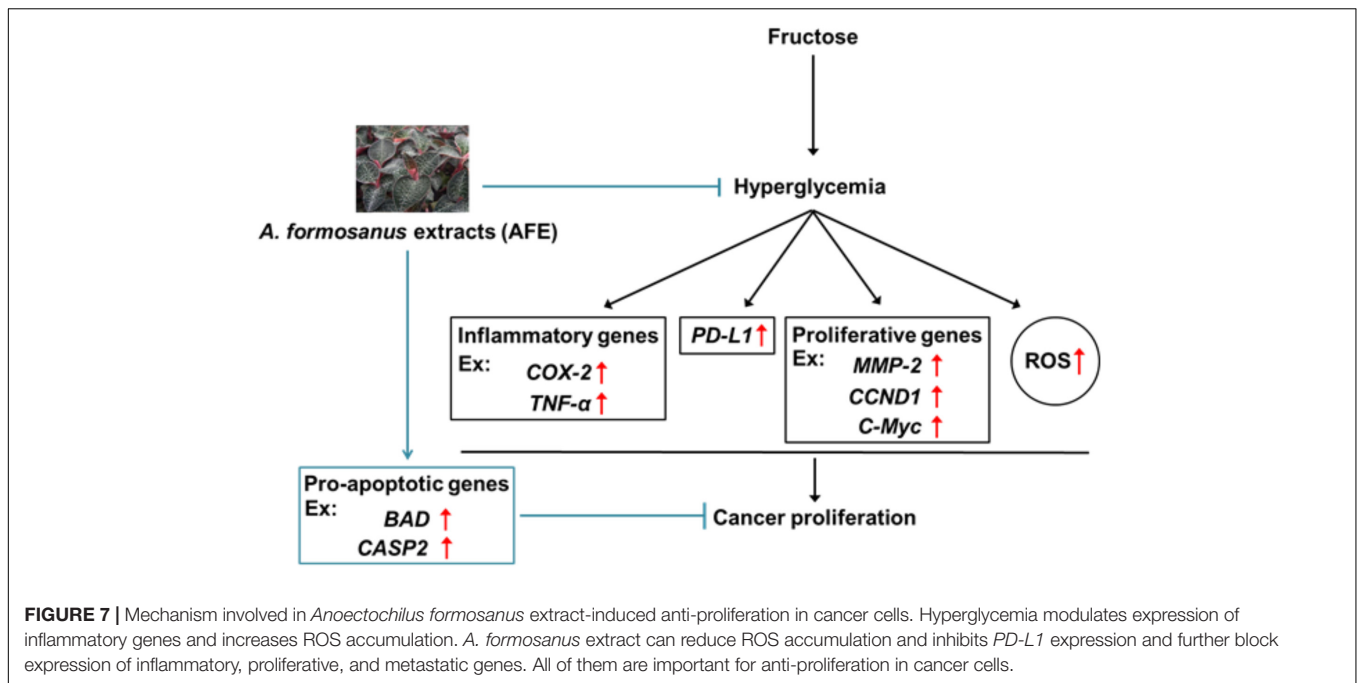 Fructose
Hyperglycemia
A. formosanus extracts (AFE)
Inflammatory genes
Ex:
COX-2 ↑
TNF-α ↑
PD-L1 ↑
Proliferative genes
Ex:
MMP-2 ↑
CCND1 ↑
C-Myc ↑
ROS ↑
Pro-apoptotic genes
Ex:
BAD ↑
CASP2 ↑
Cancer proliferation
FIGURE 7 | Mechanism involved in Anoectochilus formosanus extract-induced anti-proliferation in cancer cells. Hyperglycemia modulates expression of
inflammatory genes and increases ROS accumulation. A. formosanus extract can reduce ROS accumulation and inhibits PD-L1 expression and further block
expression of inflammatory, proliferative, and metastatic genes. All of them are important for anti-proliferation in cancer cells.